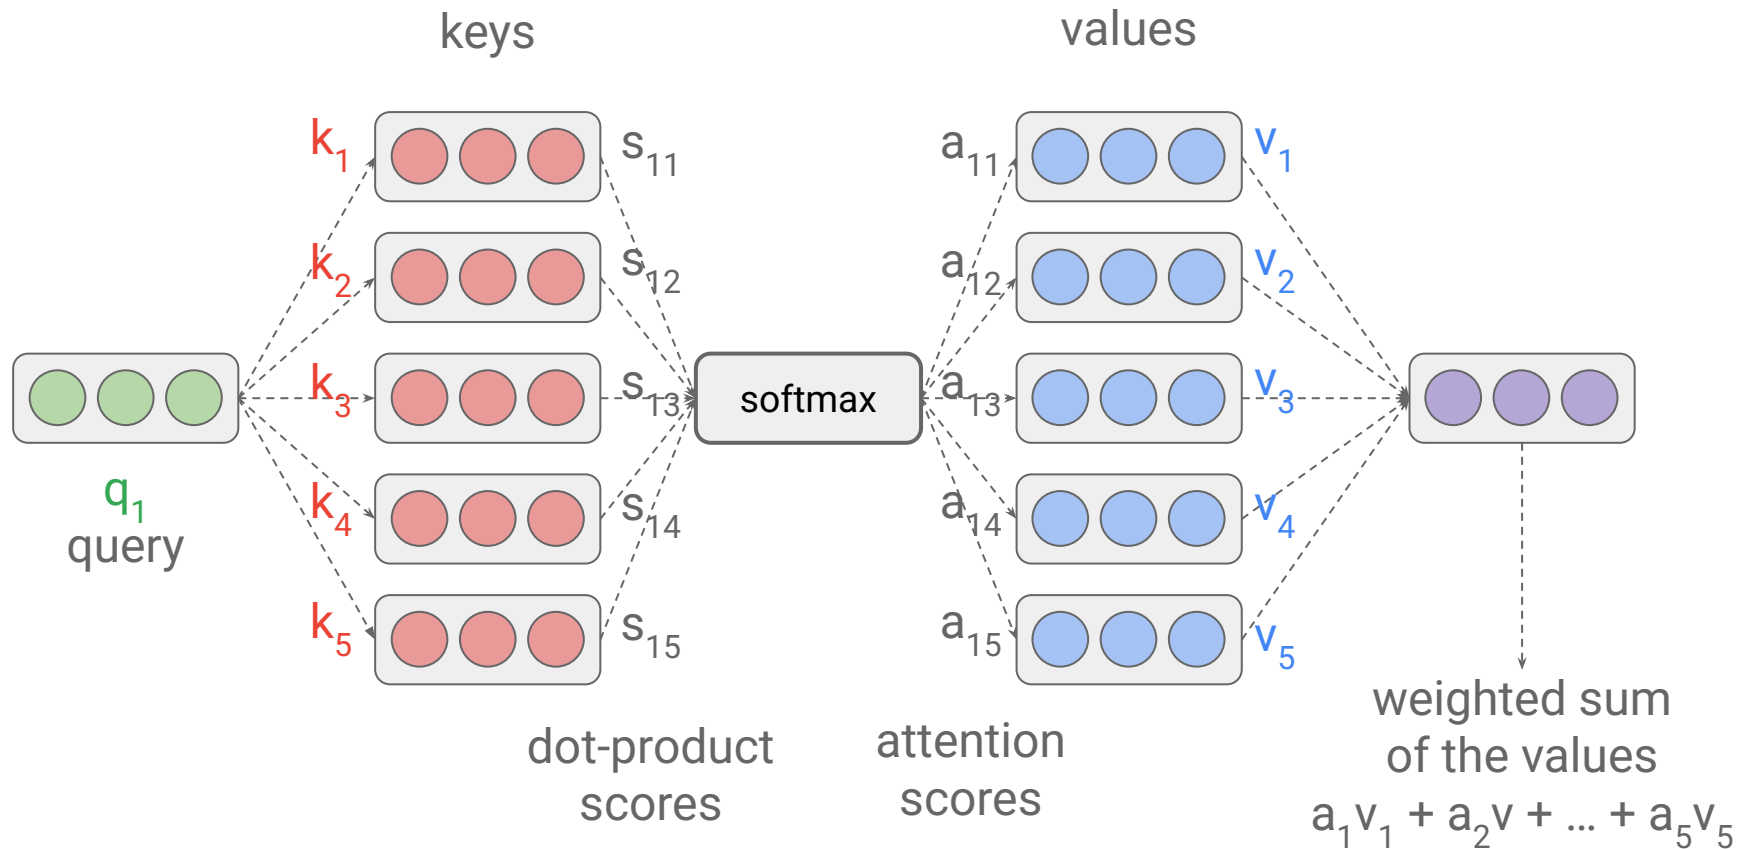 keys
values
k1
s11
a11
v1
k2
s12
a12
v2
k3
s13
softmax
a13
v3
q1
query
k4
s14
a14
v4
k5
s15
a15
v5
dot-product
scores
attention
scores
weighted sum
of the values
a1v1 + a2v + ... + a5v5